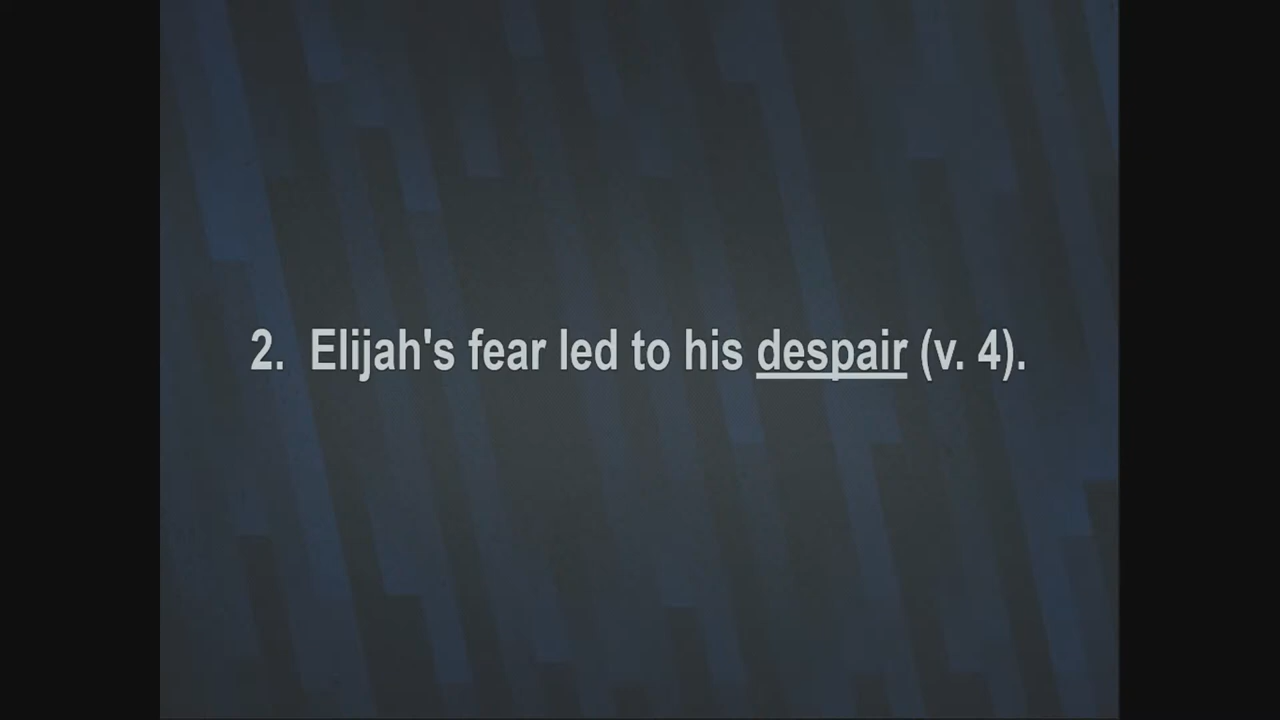 2.  Elijah's fear led to his despair (v. 4).